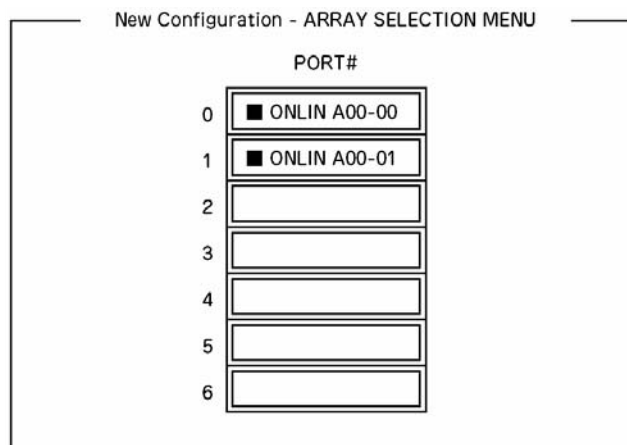 New Configuration - ARRAY SELECTION MENU
PORT#
0 ■ ONLIN A00-00
1 ■ ONLIN A00-01
2
3
4
5
6